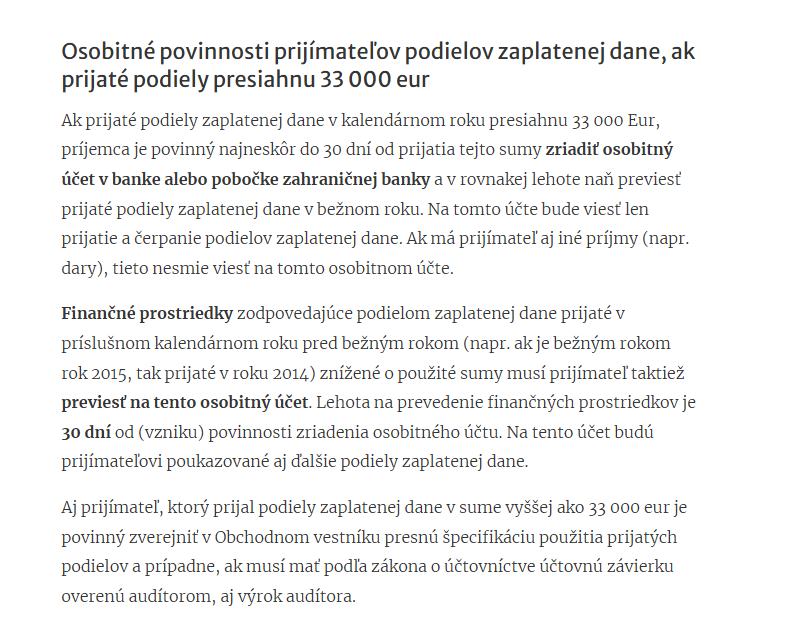 Osobitné povinnosti prijímateľov podielov zaplatenej dane, ak
prijaté podiely presiahnu 33 000 eur
Ak prijaté podiely zaplatenej dane v kalendárnom roku presiahnu 33 000 Eur,
príjemca je povinný najneskôr do 30 dní od prijatia tejto sumy zriadiť osobitný
účet v banke alebo pobočke zahraničnej banky a v rovnakej lehote naň previesť
prijaté podiely zaplatenej dane v bežnom roku. Na tomto účte bude viesť len
prijatie a čerpanie podielov zaplatenej dane. Ak má prijímateľ aj iné príjmy (napr.
dary), tieto nesmie viesť na tomto osobitnom účte.
Finančné prostriedky zodpovedajúce podielom zaplatenej dane prijaté v
príslušnom kalendárnom roku pred bežným rokom (napr. ak je bežným rokom
rok 2015, tak prijaté v roku 2014) znížené o použité sumy musí prijímateľ taktiež
previesť na tento osobitný účet. Lehota na prevedenie finančných prostriedkov je
30 dní od (vzniku) povinnosti zriadenia osobitného účtu. Na tento účet budú
prijímateľovi poukazované aj ďalšie podiely zaplatenej dane.
Aj prijímateľ, ktorý prijal podiely zaplatenej dane v sume vyššej ako 33 000 eur je
povinný zverejniť v Obchodnom vestníku presnú špecifikáciu použitia prijatých
podielov a prípadne, ak musí mať podľa zákona o účtovníctve účtovnú závierku
overenú audítorom, aj výrok audítora.